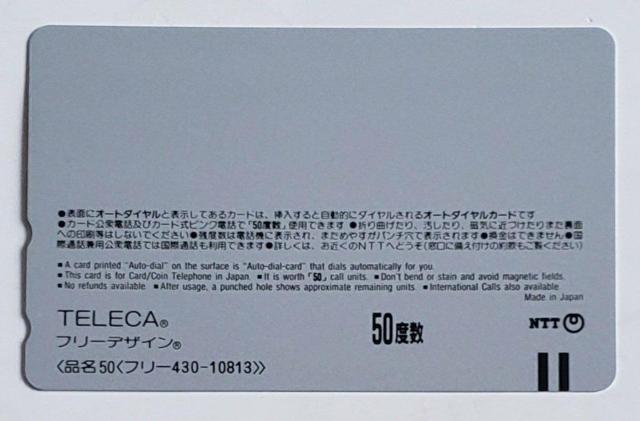 ●表面にオートダイヤルと表示してあるカードは、挿入すると自動的にダイヤルするオートダイヤルカードです
●カード公衆電話及びカード式ピンク電話で「50度数」使用できます ●折り曲げたり、汚したり、磁気に近づけたりまた裏面
への印刷等はしないでください ●残度数は電話機に表示され、まためやすがパンチ穴で表示されます ●換金はできません ●国
際通話兼用公衆電話では国際通話も利用できます ●詳しくは、お近くのNTTへどうぞ(窓口に備え付けの約款もご覧ください)
■ A card printed "Auto-dial" on the surface is "Auto-dial-card" that dials automatically for you.
■ This card is for Card/Coin Telephone in Japan. ■ It is worth「50」call units. ■ Don't bend or stain and avoid magnetic fields.
■ No refunds available. ■ After usage, a punched hole shows approximate remaining units. ■ International Calls also available.
Made in Japan
TELECA®
フリーデザイン®
50度数
NTT
〈品名50〈フリー430-10813〉〉